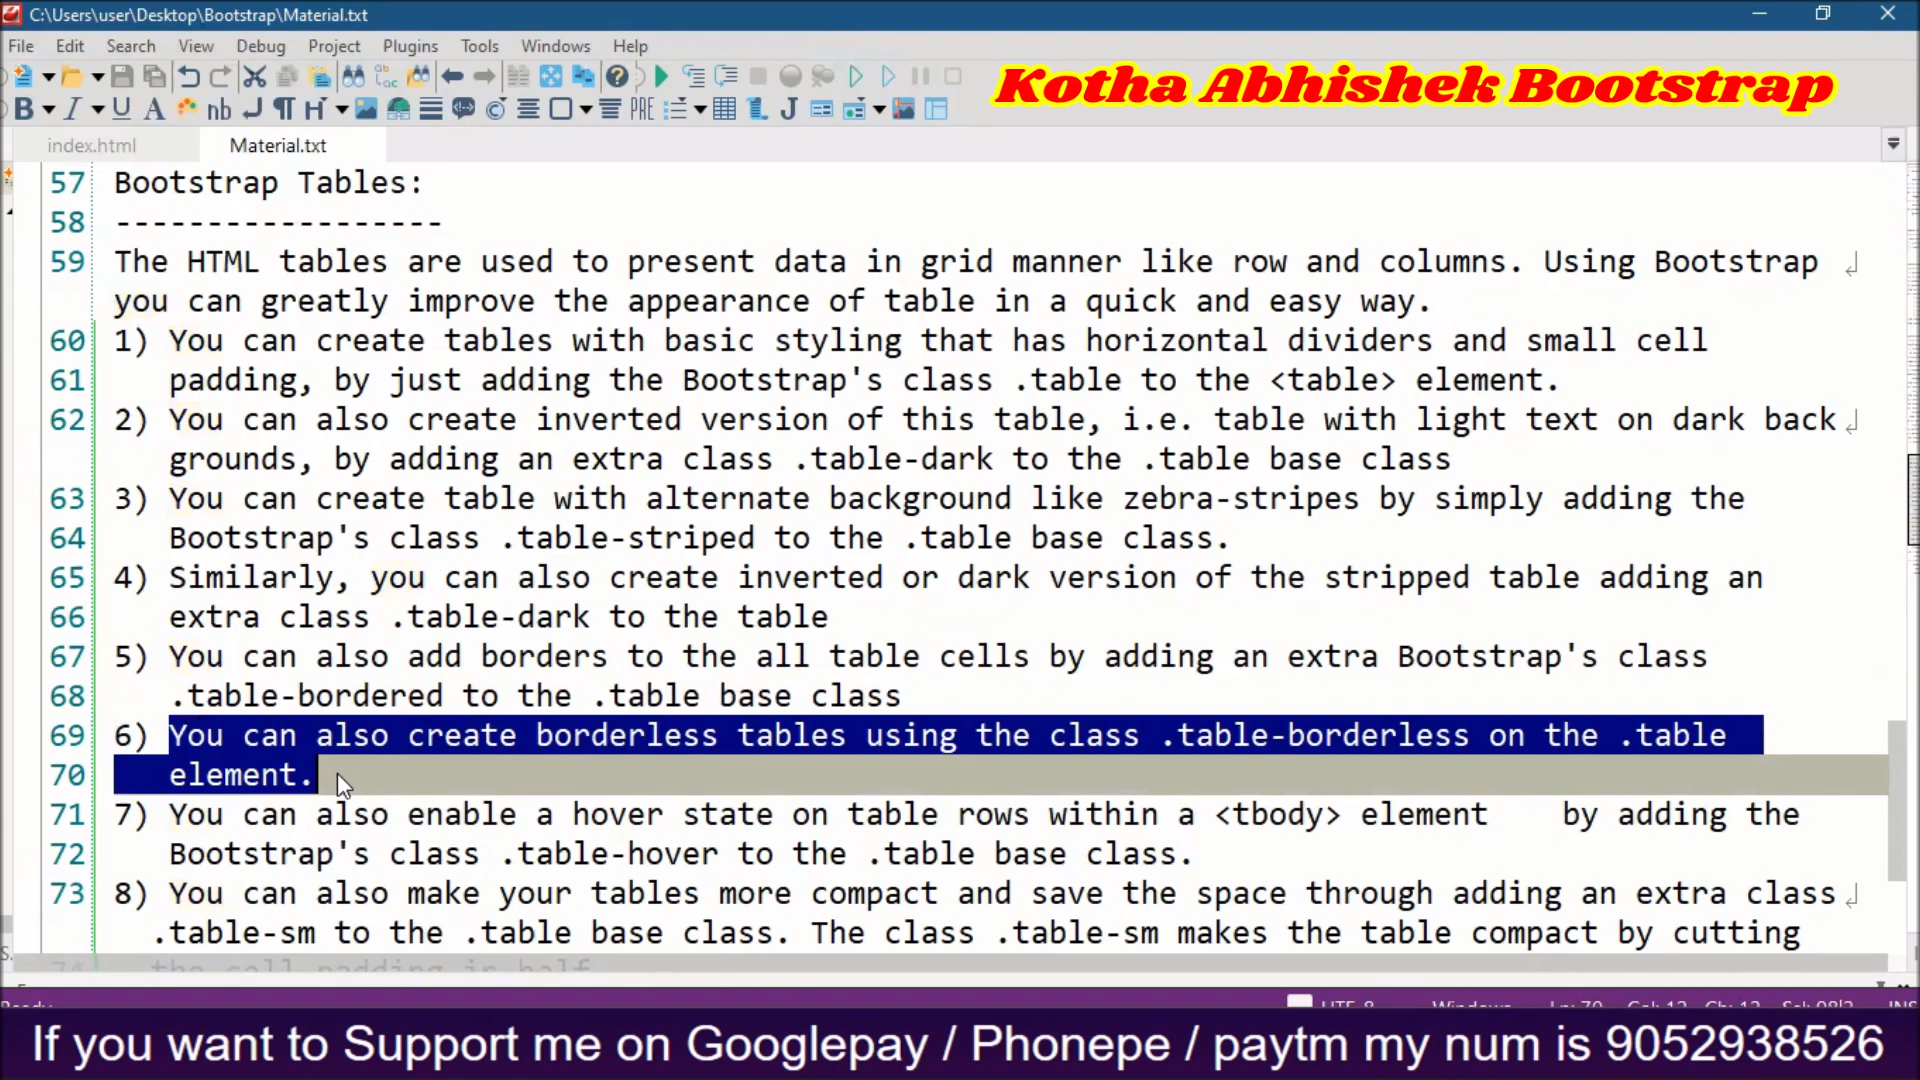 C:\Users\user\Desktop\Bootstrap\Material.txt
File Edit Search View Debug Project Plugins Tools Windows Help
Kotha Abhishek Bootstrap
index.html Material.txt
57 Bootstrap Tables:
58 ------------------
59 The HTML tables are used to present data in grid manner like row and columns. Using Bootstrap
you can greatly improve the appearance of table in a quick and easy way.
60 1) You can create tables with basic styling that has horizontal dividers and small cell
61 padding, by just adding the Bootstrap's class .table to the <table> element.
62 2) You can also create inverted version of this table, i.e. table with light text on dark back
grounds, by adding an extra class .table-dark to the .table base class
63 3) You can create table with alternate background like zebra-stripes by simply adding the
64 Bootstrap's class .table-striped to the .table base class.
65 4) Similarly, you can also create inverted or dark version of the stripped table adding an
66 extra class .table-dark to the table
67 5) You can also add borders to the all table cells by adding an extra Bootstrap's class
68 .table-bordered to the .table base class
69 6) You can also create borderless tables using the class .table-borderless on the .table
70 element.
71 7) You can also enable a hover state on table rows within a <tbody> element    by adding the
72 Bootstrap's class .table-hover to the .table base class.
73 8) You can also make your tables more compact and save the space through adding an extra class
.table-sm to the .table base class. The class .table-sm makes the table compact by cutting
74 the cell padding in half
If you want to Support me on Googlepay / Phonepe / paytm my num is 9052938526